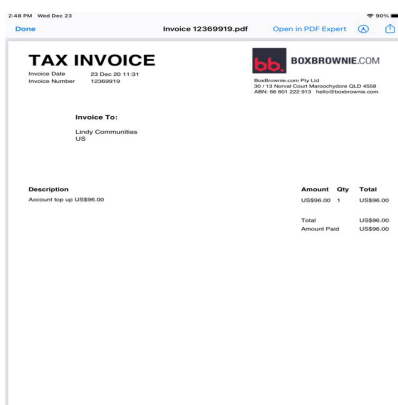 2:48 PM Wed Dec 23
90%
Done
Invoice 12369919.pdf
Open in PDF Expert
TAX INVOICE
Invoice Date 23 Dec 20 11:31
Invoice Number 12369919
bb. BOXBROWNIE.COM
BoxBrownie.com Pty Ltd
30 / 13 Norval Court Maroochydore QLD 4558
ABN: 66 601 222 913 hello@boxbrownie.com
Invoice To:
Lindy Communities
US
Description Amount Qty Total
Account top up US$96.00 US$96.00 1 US$96.00
Total US$96.00
Amount Paid US$96.00